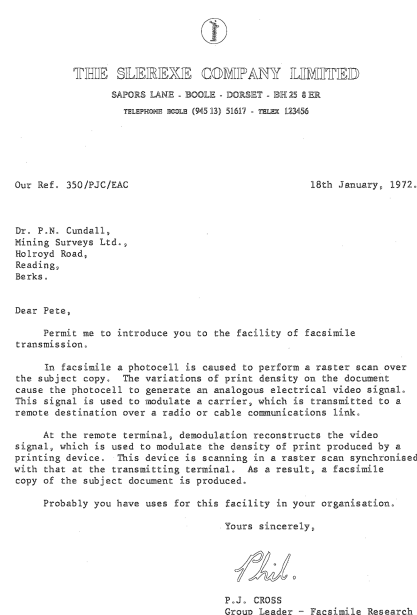 THE SLEREXE COMPANY LIMITED
SAPORS LANE - BOOLE - DORSET - BH 25 8 ER
TELEPHONE BOOLE (945 13) 51617 - TELEX 123456
Our Ref. 350/PJC/EAC 18th January, 1972.
Dr. P.N. Cundall,
Mining Surveys Ltd.,
Holroyd Road,
Reading,
Berks.
Dear Pete,
Permit me to introduce you to the facility of facsimile
transmission.
In facsimile a photocell is caused to perform a raster scan over
the subject copy. The variations of print density on the document
cause the photocell to generate an analogous electrical video signal.
This signal is used to modulate a carrier, which is transmitted to a
remote destination over a radio or cable communications link.
At the remote terminal, demodulation reconstructs the video
signal, which is used to modulate the density of print produced by a
printing device. This device is scanning in a raster scan synchronised
with that at the transmitting terminal. As a result, a facsimile
copy of the subject document is produced.
Probably you have uses for this facility in your organisation.
Yours sincerely,
Phil.
P.J. CROSS
Group Leader - Facsimile Research